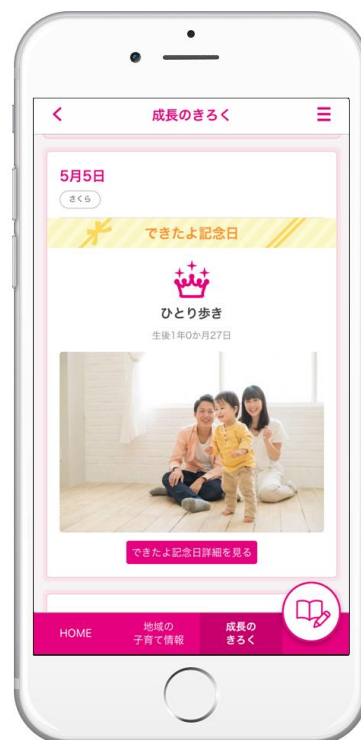 成長のきろく
5月5日
さくら
できたよ記念日
ひとり歩き
生後1年0か月27日
できたよ記念日詳細を見る
HOME
地域の
子育て情報
成長の
きろく